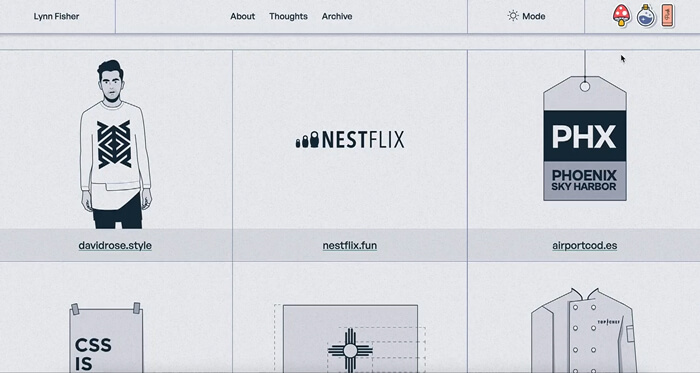 Lynn Fisher
About Thoughts Archive
Mode
PHX
PHOENIX
SKY HARBOR
NESTFLIX
davidrose.style
nestflix.fun
airportcod.es
CSS
IS
TOP CHEF